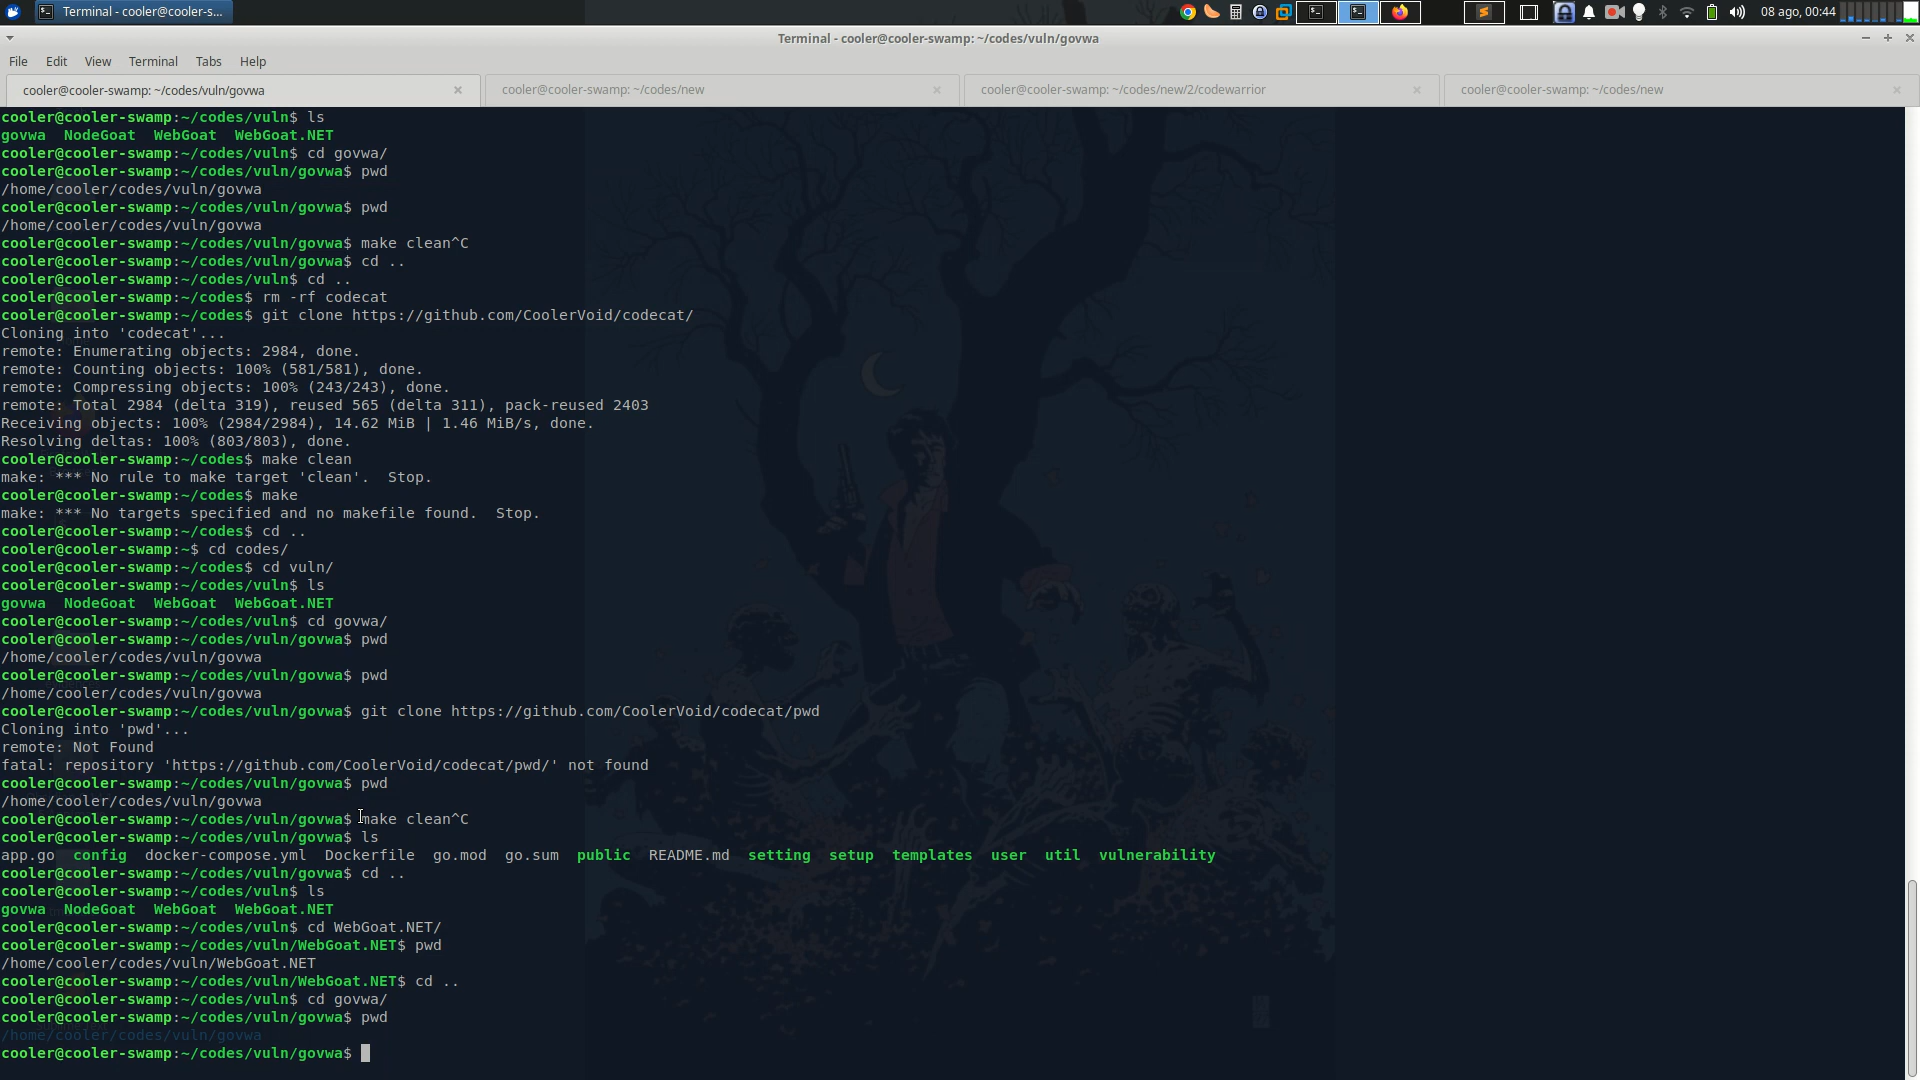 Terminal - cooler@cooler-s...
08 ago, 00:44
Terminal - cooler@cooler-swamp: ~/codes/vuln/govwa
File Edit View Terminal Tabs Help
cooler@cooler-swamp: ~/codes/vuln/govwa
cooler@cooler-swamp: ~/codes/new
cooler@cooler-swamp: ~/codes/new/2/codewarrior
cooler@cooler-swamp: ~/codes/new
cooler@cooler-swamp:~/codes/vuln$ ls
govwa  NodeGoat  WebGoat  WebGoat.NET
cooler@cooler-swamp:~/codes/vuln$ cd govwa/
cooler@cooler-swamp:~/codes/vuln/govwa$ pwd
/home/cooler/codes/vuln/govwa
cooler@cooler-swamp:~/codes/vuln/govwa$ pwd
/home/cooler/codes/vuln/govwa
cooler@cooler-swamp:~/codes/vuln/govwa$ make clean^C
cooler@cooler-swamp:~/codes/vuln/govwa$ cd ..
cooler@cooler-swamp:~/codes/vuln$ cd ..
cooler@cooler-swamp:~/codes$ rm -rf codecat
cooler@cooler-swamp:~/codes$ git clone https://github.com/CoolerVoid/codecat/
Cloning into 'codecat'...
remote: Enumerating objects: 2984, done.
remote: Counting objects: 100% (581/581), done.
remote: Compressing objects: 100% (243/243), done.
remote: Total 2984 (delta 319), reused 565 (delta 311), pack-reused 2403
Receiving objects: 100% (2984/2984), 14.62 MiB | 1.46 MiB/s, done.
Resolving deltas: 100% (803/803), done.
cooler@cooler-swamp:~/codes$ make clean
make: *** No rule to make target 'clean'.  Stop.
cooler@cooler-swamp:~/codes$ make
make: *** No targets specified and no makefile found.  Stop.
cooler@cooler-swamp:~/codes$ cd ..
cooler@cooler-swamp:~$ cd codes/
cooler@cooler-swamp:~/codes$ cd vuln/
cooler@cooler-swamp:~/codes/vuln$ ls
govwa  NodeGoat  WebGoat  WebGoat.NET
cooler@cooler-swamp:~/codes/vuln$ cd govwa/
cooler@cooler-swamp:~/codes/vuln/govwa$ pwd
/home/cooler/codes/vuln/govwa
cooler@cooler-swamp:~/codes/vuln/govwa$ pwd
/home/cooler/codes/vuln/govwa
cooler@cooler-swamp:~/codes/vuln/govwa$ git clone https://github.com/CoolerVoid/codecat/pwd
Cloning into 'pwd'...
remote: Not Found
fatal: repository 'https://github.com/CoolerVoid/codecat/pwd/' not found
cooler@cooler-swamp:~/codes/vuln/govwa$ pwd
/home/cooler/codes/vuln/govwa
cooler@cooler-swamp:~/codes/vuln/govwa$ make clean^C
cooler@cooler-swamp:~/codes/vuln/govwa$ ls
app.go  config  docker-compose.yml  Dockerfile  go.mod  go.sum  public  README.md  setting  setup  templates  user  util  vulnerability
cooler@cooler-swamp:~/codes/vuln/govwa$ cd ..
cooler@cooler-swamp:~/codes/vuln$ ls
govwa  NodeGoat  WebGoat  WebGoat.NET
cooler@cooler-swamp:~/codes/vuln$ cd WebGoat.NET/
cooler@cooler-swamp:~/codes/vuln/WebGoat.NET$ pwd
/home/cooler/codes/vuln/WebGoat.NET
cooler@cooler-swamp:~/codes/vuln/WebGoat.NET$ cd ..
cooler@cooler-swamp:~/codes/vuln$ cd govwa/
cooler@cooler-swamp:~/codes/vuln/govwa$ pwd
/home/cooler/codes/vuln/govwa
cooler@cooler-swamp:~/codes/vuln/govwa$